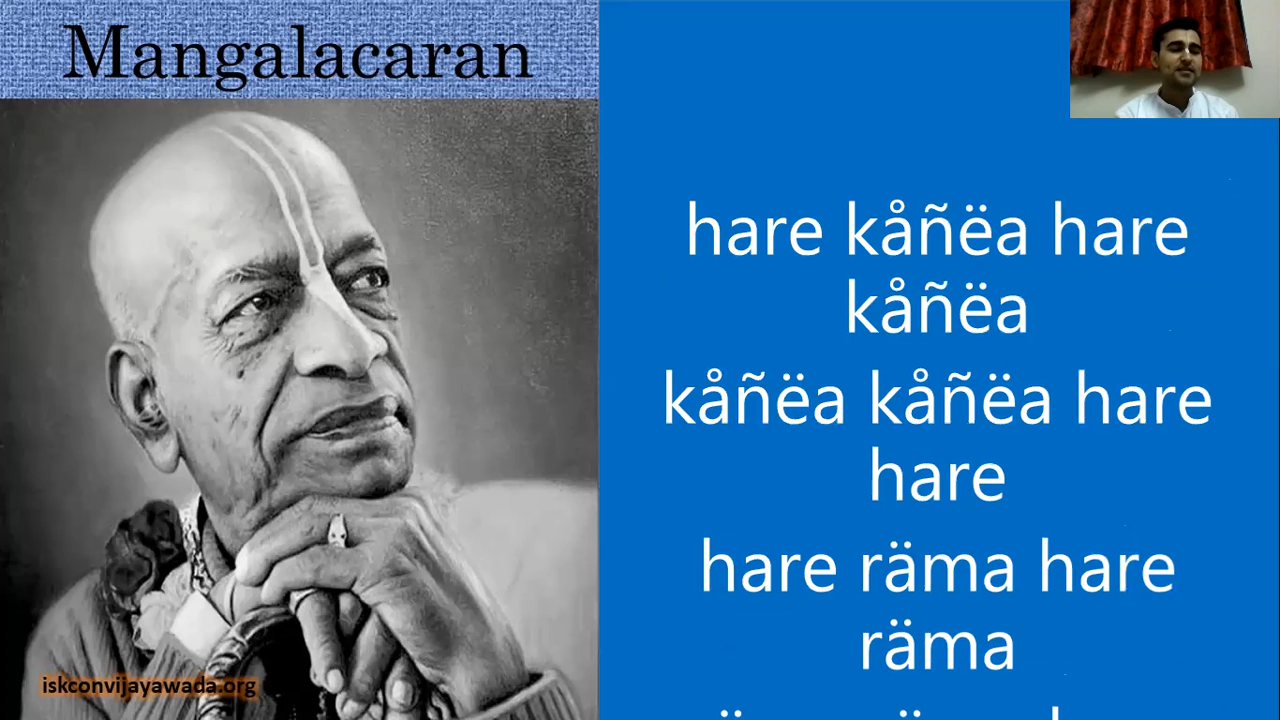 Mangalacaran
hare kåñëa hare
kåñëa
kåñëa kåñëa hare
hare
hare räma hare
räma
iskconvijayawada.org